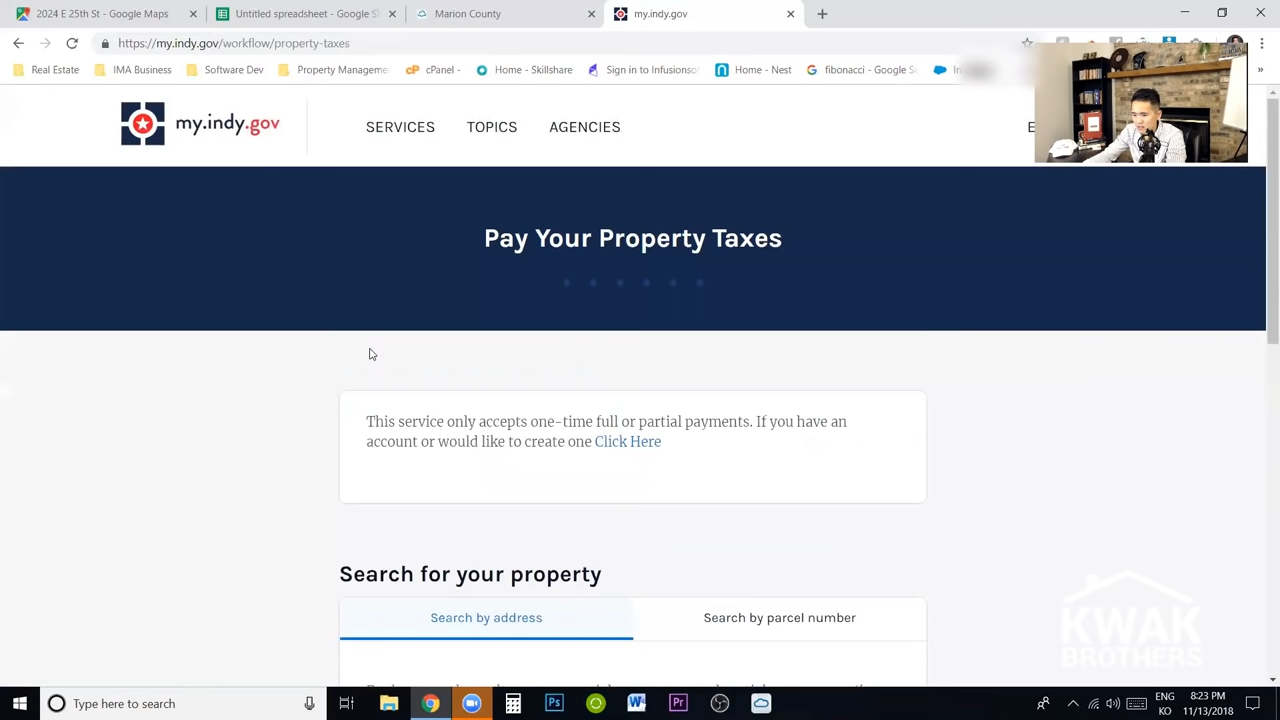 2024 E 25th St - Google Maps
Untitled spreadsheet - Google S
Marion County
my.indy.gov
https://my.indy.gov/workflow/property-taxes
Real Estate
IMA Business
Software Dev
Property Manageme
cPanel -
Home - Skillshare
Sign in to Infusionso
Home - Nest
fibonacci - Google Se
my.indy.gov
SERVICES
TOPICS
AGENCIES
Pay Your Property Taxes
This service only accepts one-time full or partial payments. If you have an
account or would like to create one Click Here
Search for your property
Search by address
Search by parcel number
KWAK
BROTHERS
Type here to search
ENG
8:23 PM
KO
11/13/2018